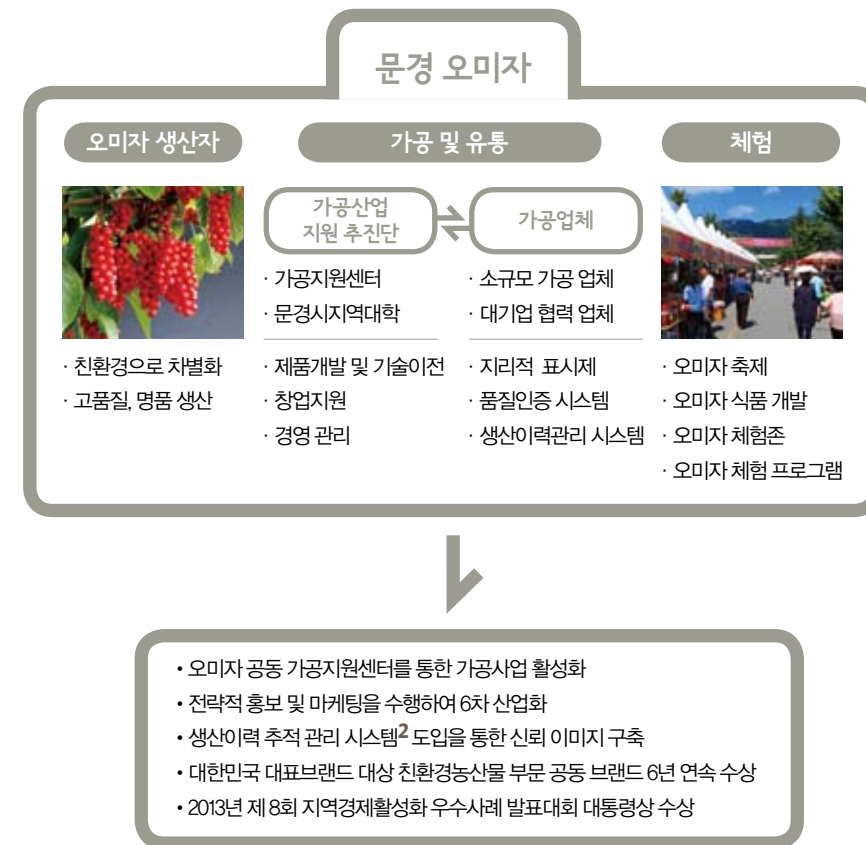 문경 오미자
오미자 생산자
가공 및 유통
체험
가공산업
지원 추진단
가공업체
· 가공지원센터
· 문경시지역대학
· 소규모 가공 업체
· 대기업 협력 업체
· 친환경으로 차별화
· 고품질, 명품 생산
· 제품개발 및 기술이전
· 창업지원
· 경영 관리
· 지리적 표시제
· 품질인증 시스템
· 생산이력관리 시스템
· 오미자 축제
· 오미자 식품 개발
· 오미자 체험존
· 오미자 체험 프로그램
• 오미자 공동 가공지원센터를 통한 가공사업 활성화
• 전략적 홍보 및 마케팅을 수행하여 6차 산업화
• 생산이력 추적 관리 시스템2 도입을 통한 신뢰 이미지 구축
• 대한민국 대표브랜드 대상 친환경농산물 부문 공동 브랜드 6년 연속 수상
• 2013년 제 8회 지역경제활성화 우수사례 발표대회 대통령상 수상